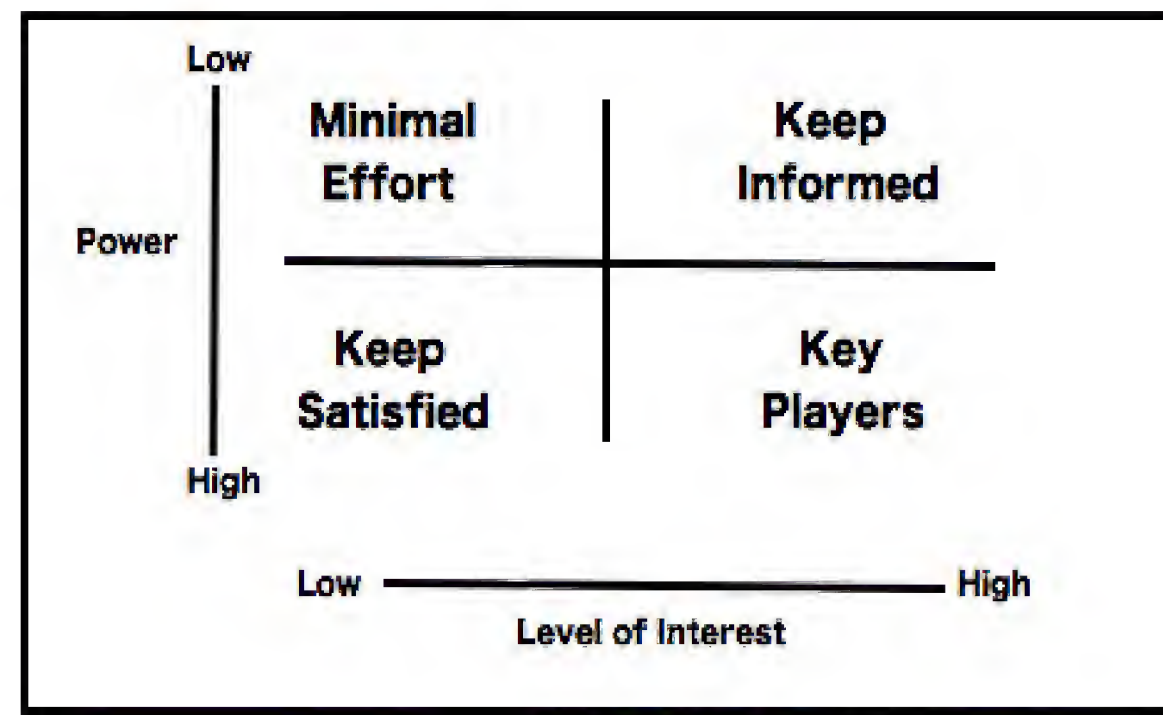 Low
Minimal
Effort
Keep
Informed
Power
Keep
Satisfied
Key
Players
High
Low
High
Level of Interest